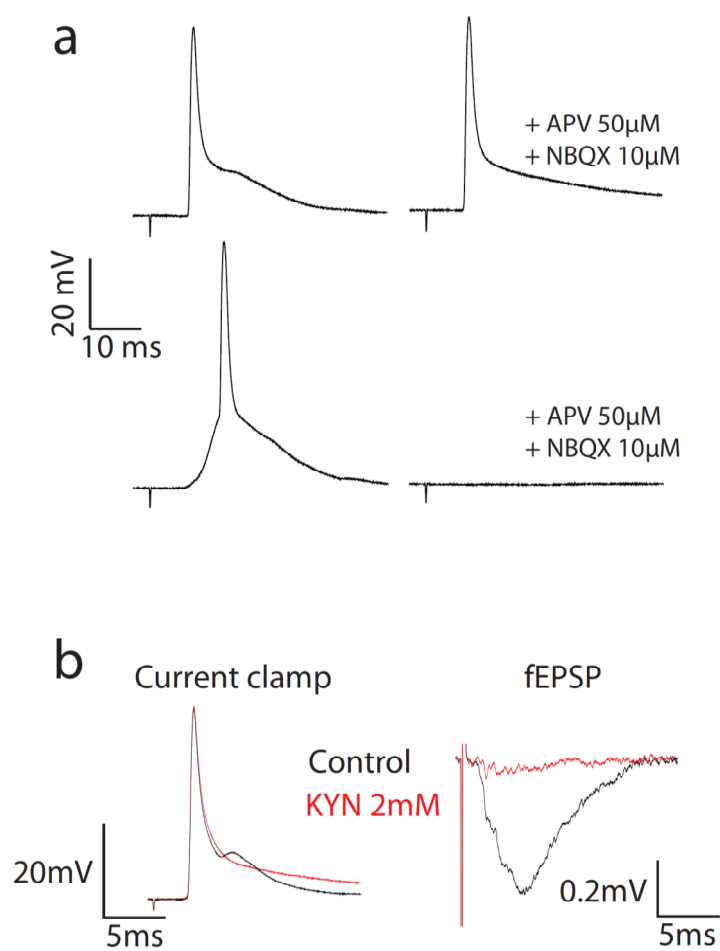 a
+ APV 50µM
+ NBQX 10µM
20 mV
10 ms
+ APV 50µM
+ NBQX 10µM
b
Current clamp
fEPSP
Control
KYN 2mM
20mV
5ms
0.2mV
5ms